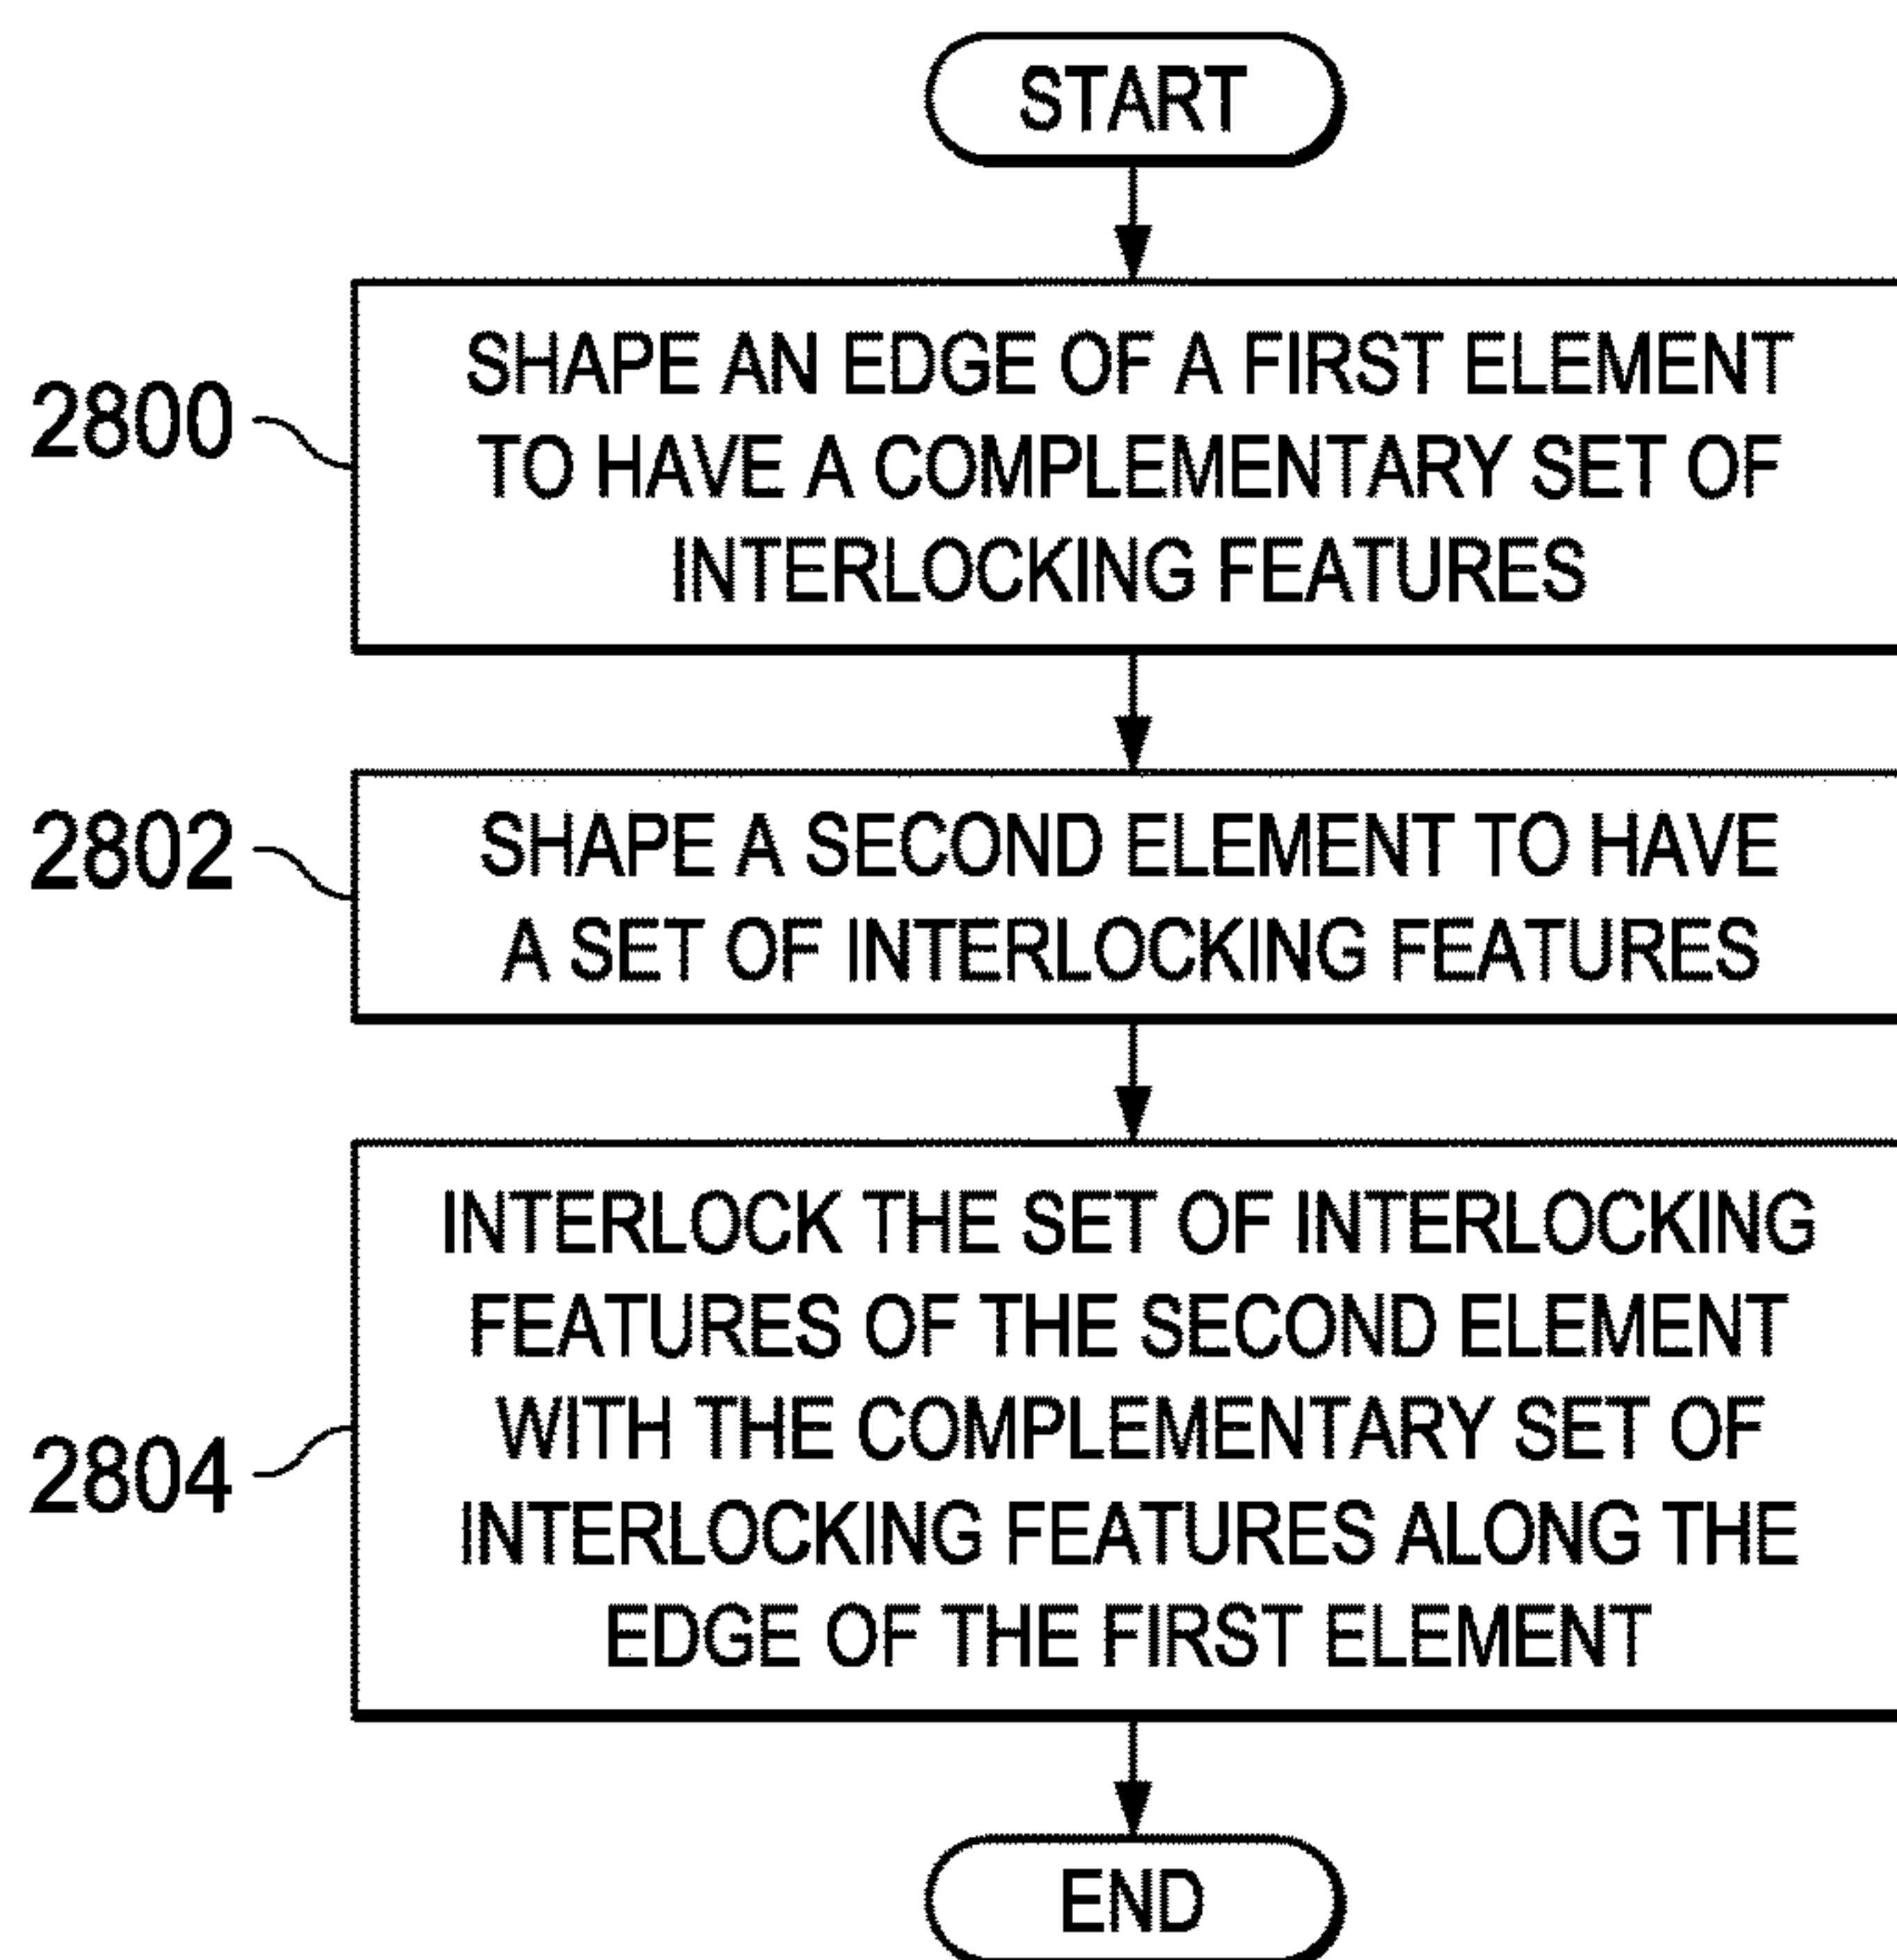 START
2800
SHAPE AN EDGE OF A FIRST ELEMENT
TO HAVE A COMPLEMENTARY SET OF
INTERLOCKING FEATURES
2802
SHAPE A SECOND ELEMENT TO HAVE
A SET OF INTERLOCKING FEATURES
2804
INTERLOCK THE SET OF INTERLOCKING
FEATURES OF THE SECOND ELEMENT
WITH THE COMPLEMENTARY SET OF
INTERLOCKING FEATURES ALONG THE
EDGE OF THE FIRST ELEMENT
END